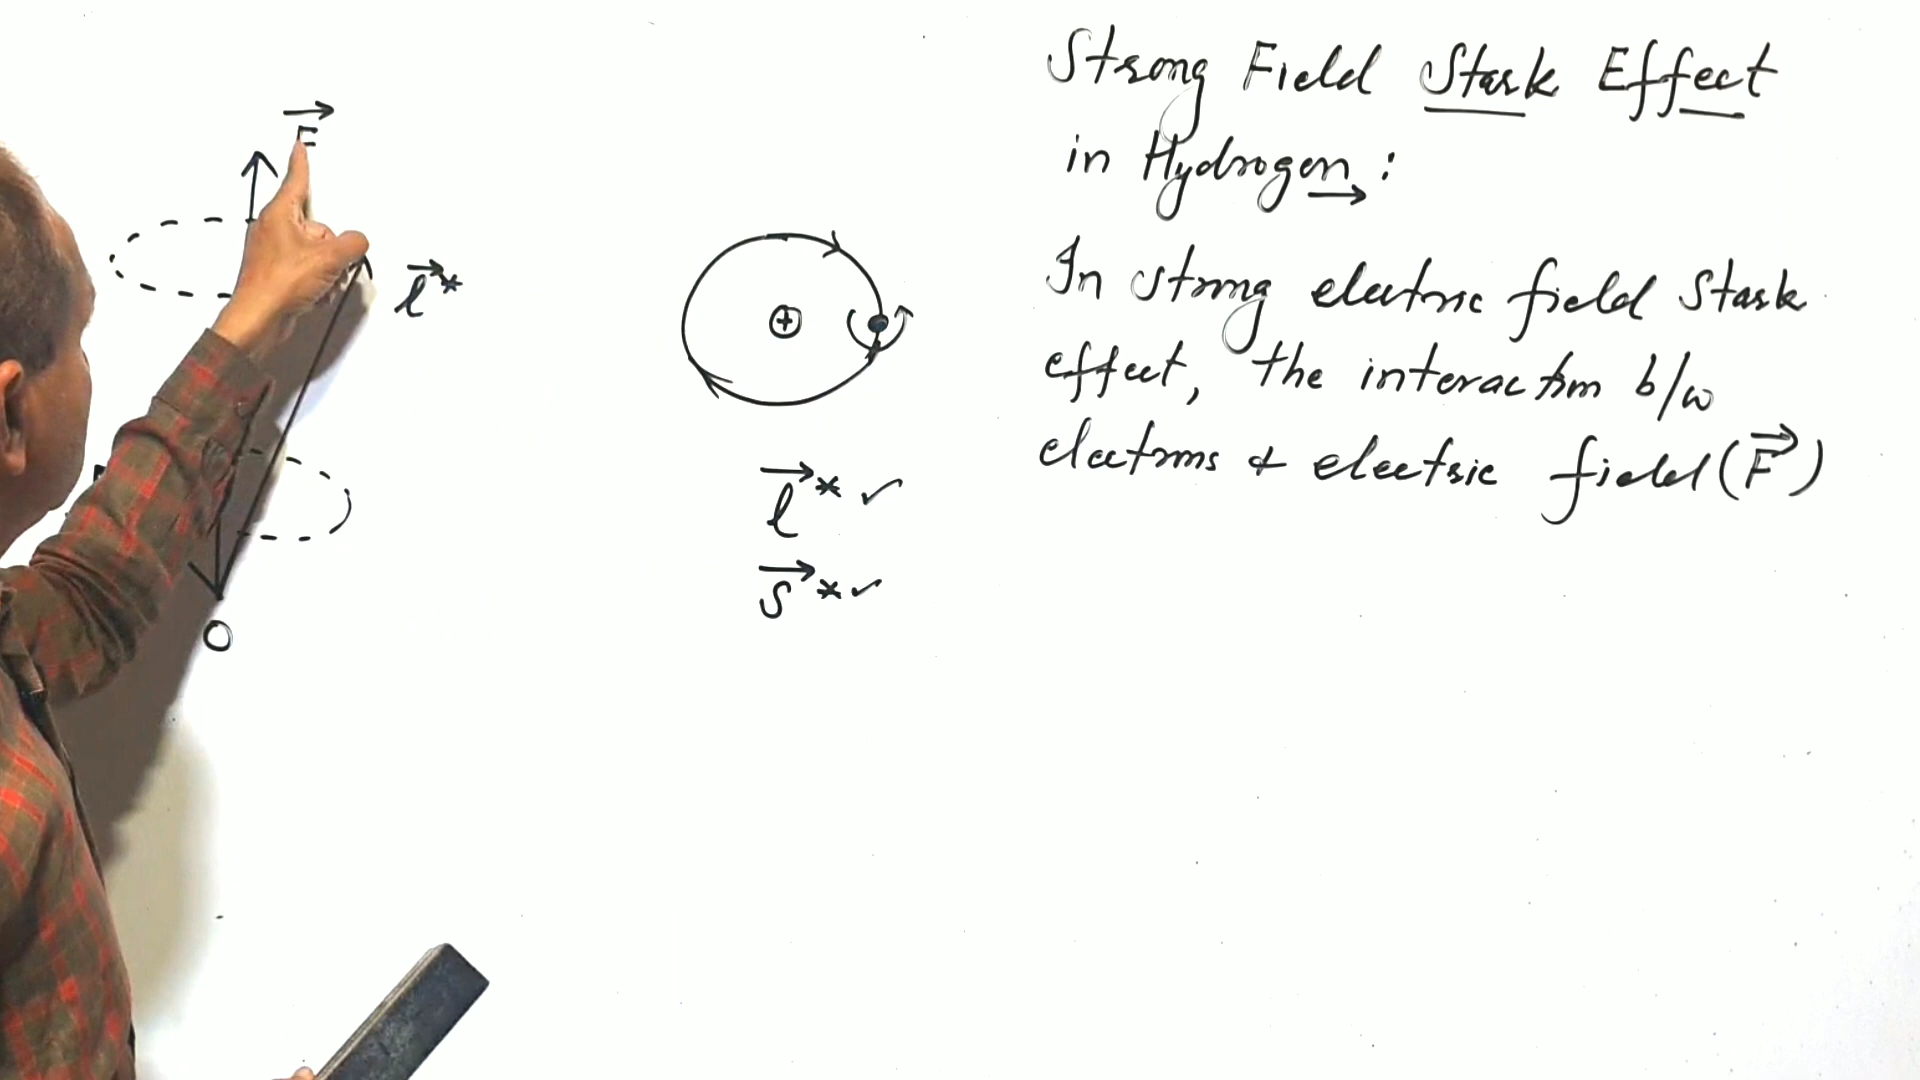 Strong Field Stark Effect
in Hydrogen :
In strong electric field Stark
effect, the interaction b/w
electrons & electric field (F)
F
l*
O
+
l* ✓
s* ✓